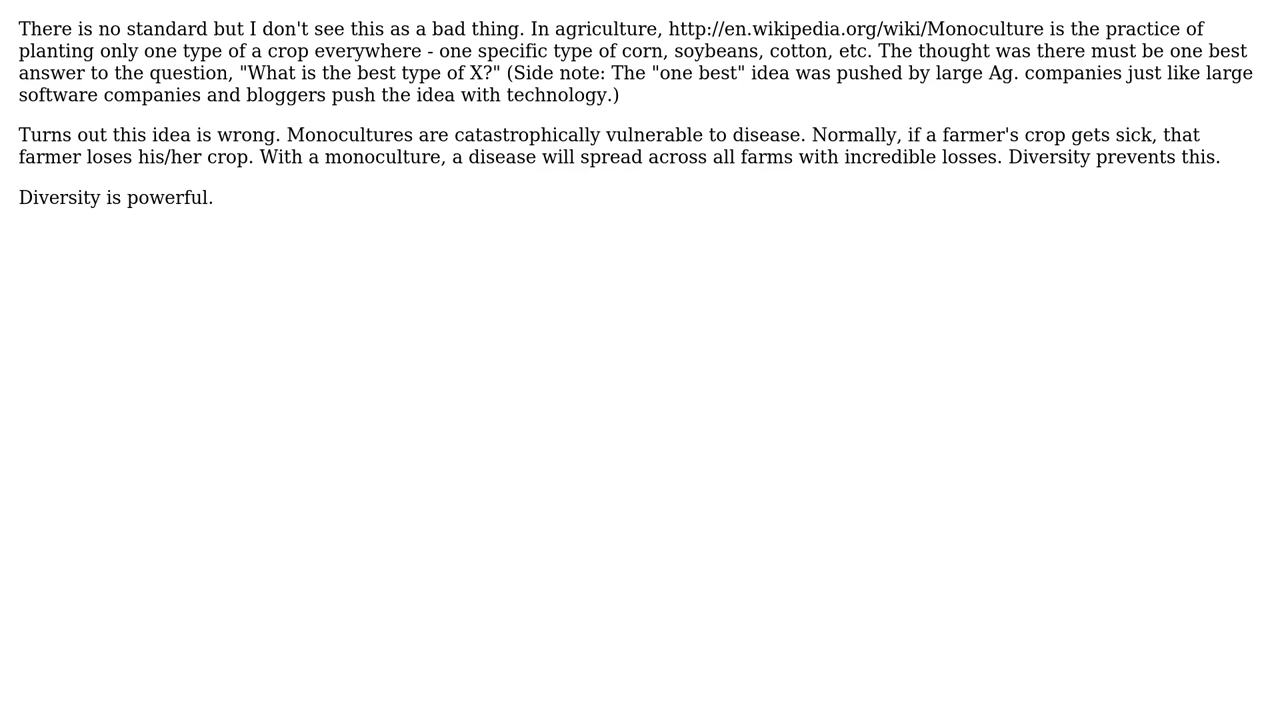 There is no standard but I don't see this as a bad thing. In agriculture, http://en.wikipedia.org/wiki/Monoculture is the practice of
planting only one type of a crop everywhere - one specific type of corn, soybeans, cotton, etc. The thought was there must be one best
answer to the question, "What is the best type of X?" (Side note: The "one best" idea was pushed by large Ag. companies just like large
software companies and bloggers push the idea with technology.)
Turns out this idea is wrong. Monocultures are catastrophically vulnerable to disease. Normally, if a farmer's crop gets sick, that
farmer loses his/her crop. With a monoculture, a disease will spread across all farms with incredible losses. Diversity prevents this.
Diversity is powerful.